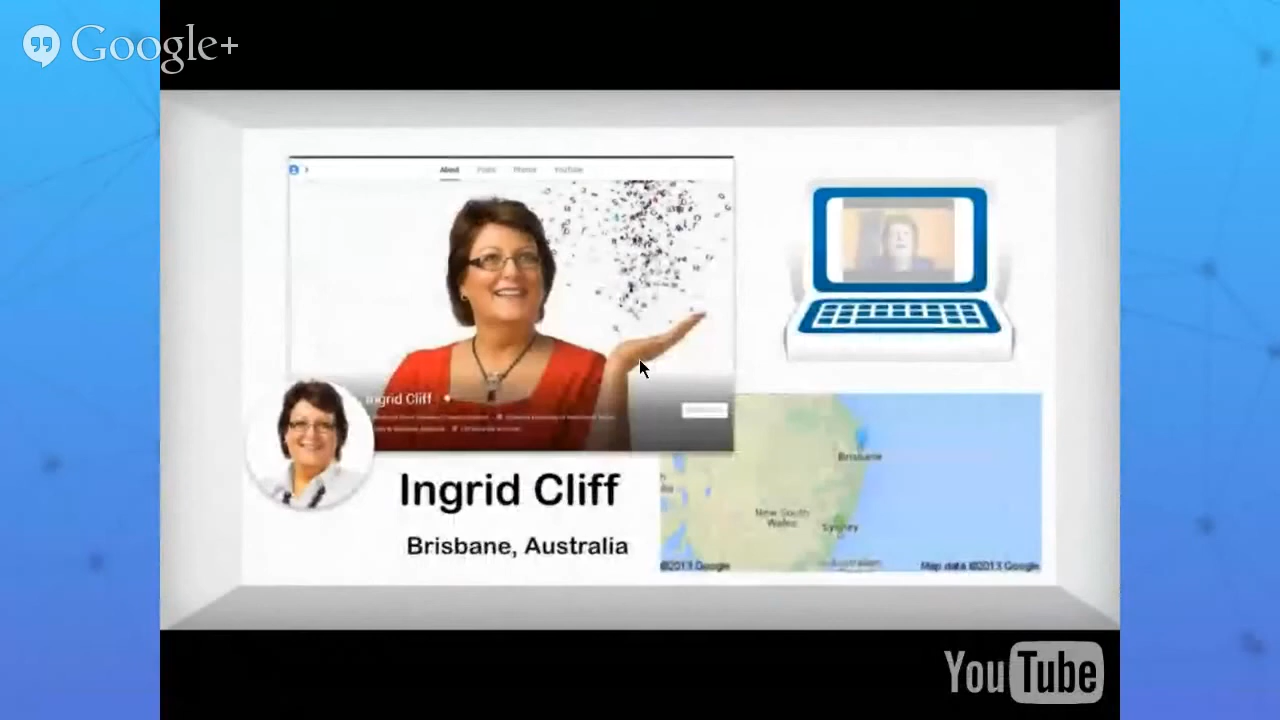 Google+
About Posts Photos YouTube
Ingrid Cliff
Ingrid Cliff
Brisbane, Australia
Brisbane
New South
Wales
Sydney
©2013 Google
Map data ©2013 Google
YouTube